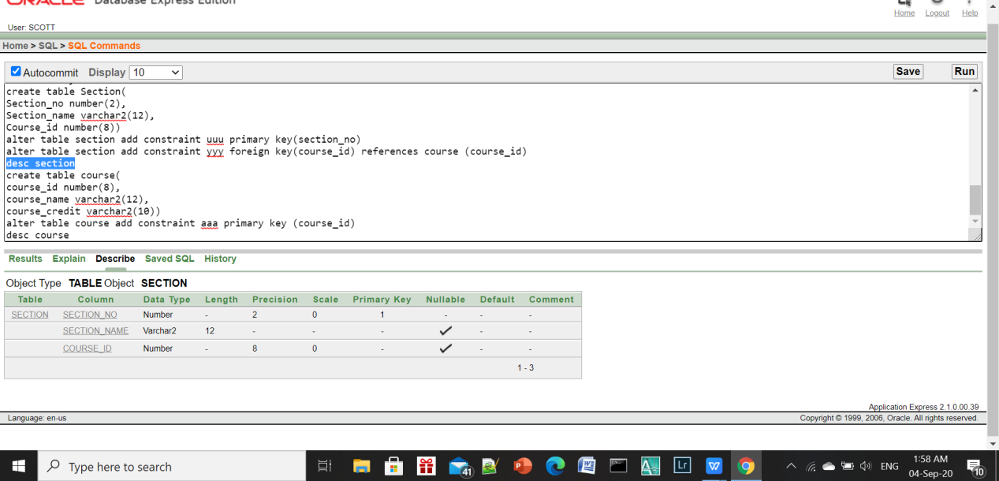 ORACLE Database Express Edition
Home Logout Help
User: SCOTT
Home > SQL > SQL Commands
Autocommit Display 10 Save Run
create table Section(
Section_no number(2),
Section_name varchar2(12),
Course_id number(8))
alter table section add constraint uuu primary key(section_no)
alter table section add constraint yyy foreign key(course_id) references course (course_id)
desc section
create table course(
course_id number(8),
course_name varchar2(12),
course_credit varchar2(10))
alter table course add constraint aaa primary key (course_id)
desc course
Results Explain Describe Saved SQL History
Object Type TABLE Object SECTION
Table Column Data Type Length Precision Scale Primary Key Nullable Default Comment
SECTION SECTION_NO Number - 2 0 1 - - -
SECTION_NAME Varchar2 12 - - - - -
COURSE_ID Number - 8 0 - - -
1 - 3
Application Express 2.1.0.00.39
Language: en-us Copyright © 1999, 2006, Oracle. All rights reserved.
Type here to search 41 Lr W ENG 1:58 AM
04-Sep-20 10